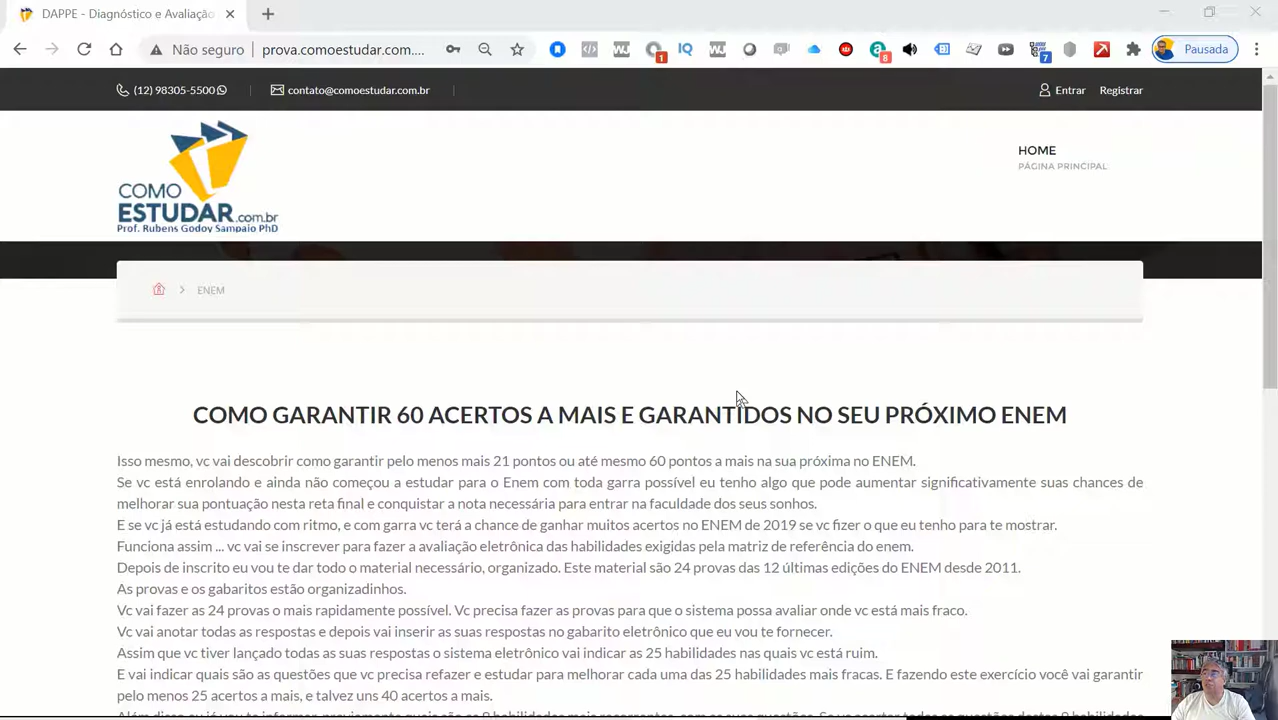 DAPPE - Diagnóstico e Avaliação
Não seguro
prova.comoestudar.com....
1
IQ
8
7
Pausada
(12) 98305-5500
contato@comoestudar.com.br
Entrar
Registrar
COMO
ESTUDAR.com.br
Prof. Rubens Godoy Sampaio PhD
HOME
PÁGINA PRINCIPAL
ENEM
COMO GARANTIR 60 ACERTOS A MAIS E GARANTIDOS NO SEU PRÓXIMO ENEM
Isso mesmo, vc vai descobrir como garantir pelo menos mais 21 pontos ou até mesmo 60 pontos a mais na sua próxima no ENEM.
Se vc está enrolando e ainda não começou a estudar para o Enem com toda garra possível eu tenho algo que pode aumentar significativamente suas chances de
melhorar sua pontuação nesta reta final e conquistar a nota necessária para entrar na faculdade dos seus sonhos.
E se vc já está estudando com ritmo, e com garra vc terá a chance de ganhar muitos acertos no ENEM de 2019 se vc fizer o que eu tenho para te mostrar.
Funciona assim ... vc vai se inscrever para fazer a avaliação eletrônica das habilidades exigidas pela matriz de referência do enem.
Depois de inscrito eu vou te dar todo o material necessário, organizado. Este material são 24 provas das 12 últimas edições do ENEM desde 2011.
As provas e os gabaritos estão organizadinhos.
Vc vai fazer as 24 provas o mais rapidamente possível. Vc precisa fazer as provas para que o sistema possa avaliar onde vc está mais fraco.
Vc vai anotar todas as respostas e depois vai inserir as suas respostas no gabarito eletrônico que eu vou te fornecer.
Assim que vc tiver lançado todas as suas respostas o sistema eletrônico vai indicar as 25 habilidades nas quais vc está ruim.
E vai indicar quais são as questões que vc precisa refazer e estudar para melhorar cada uma das 25 habilidades mais fracas. E fazendo este exercício você vai garantir
pelo menos 25 acertos a mais, e talvez uns 40 acertos a mais.